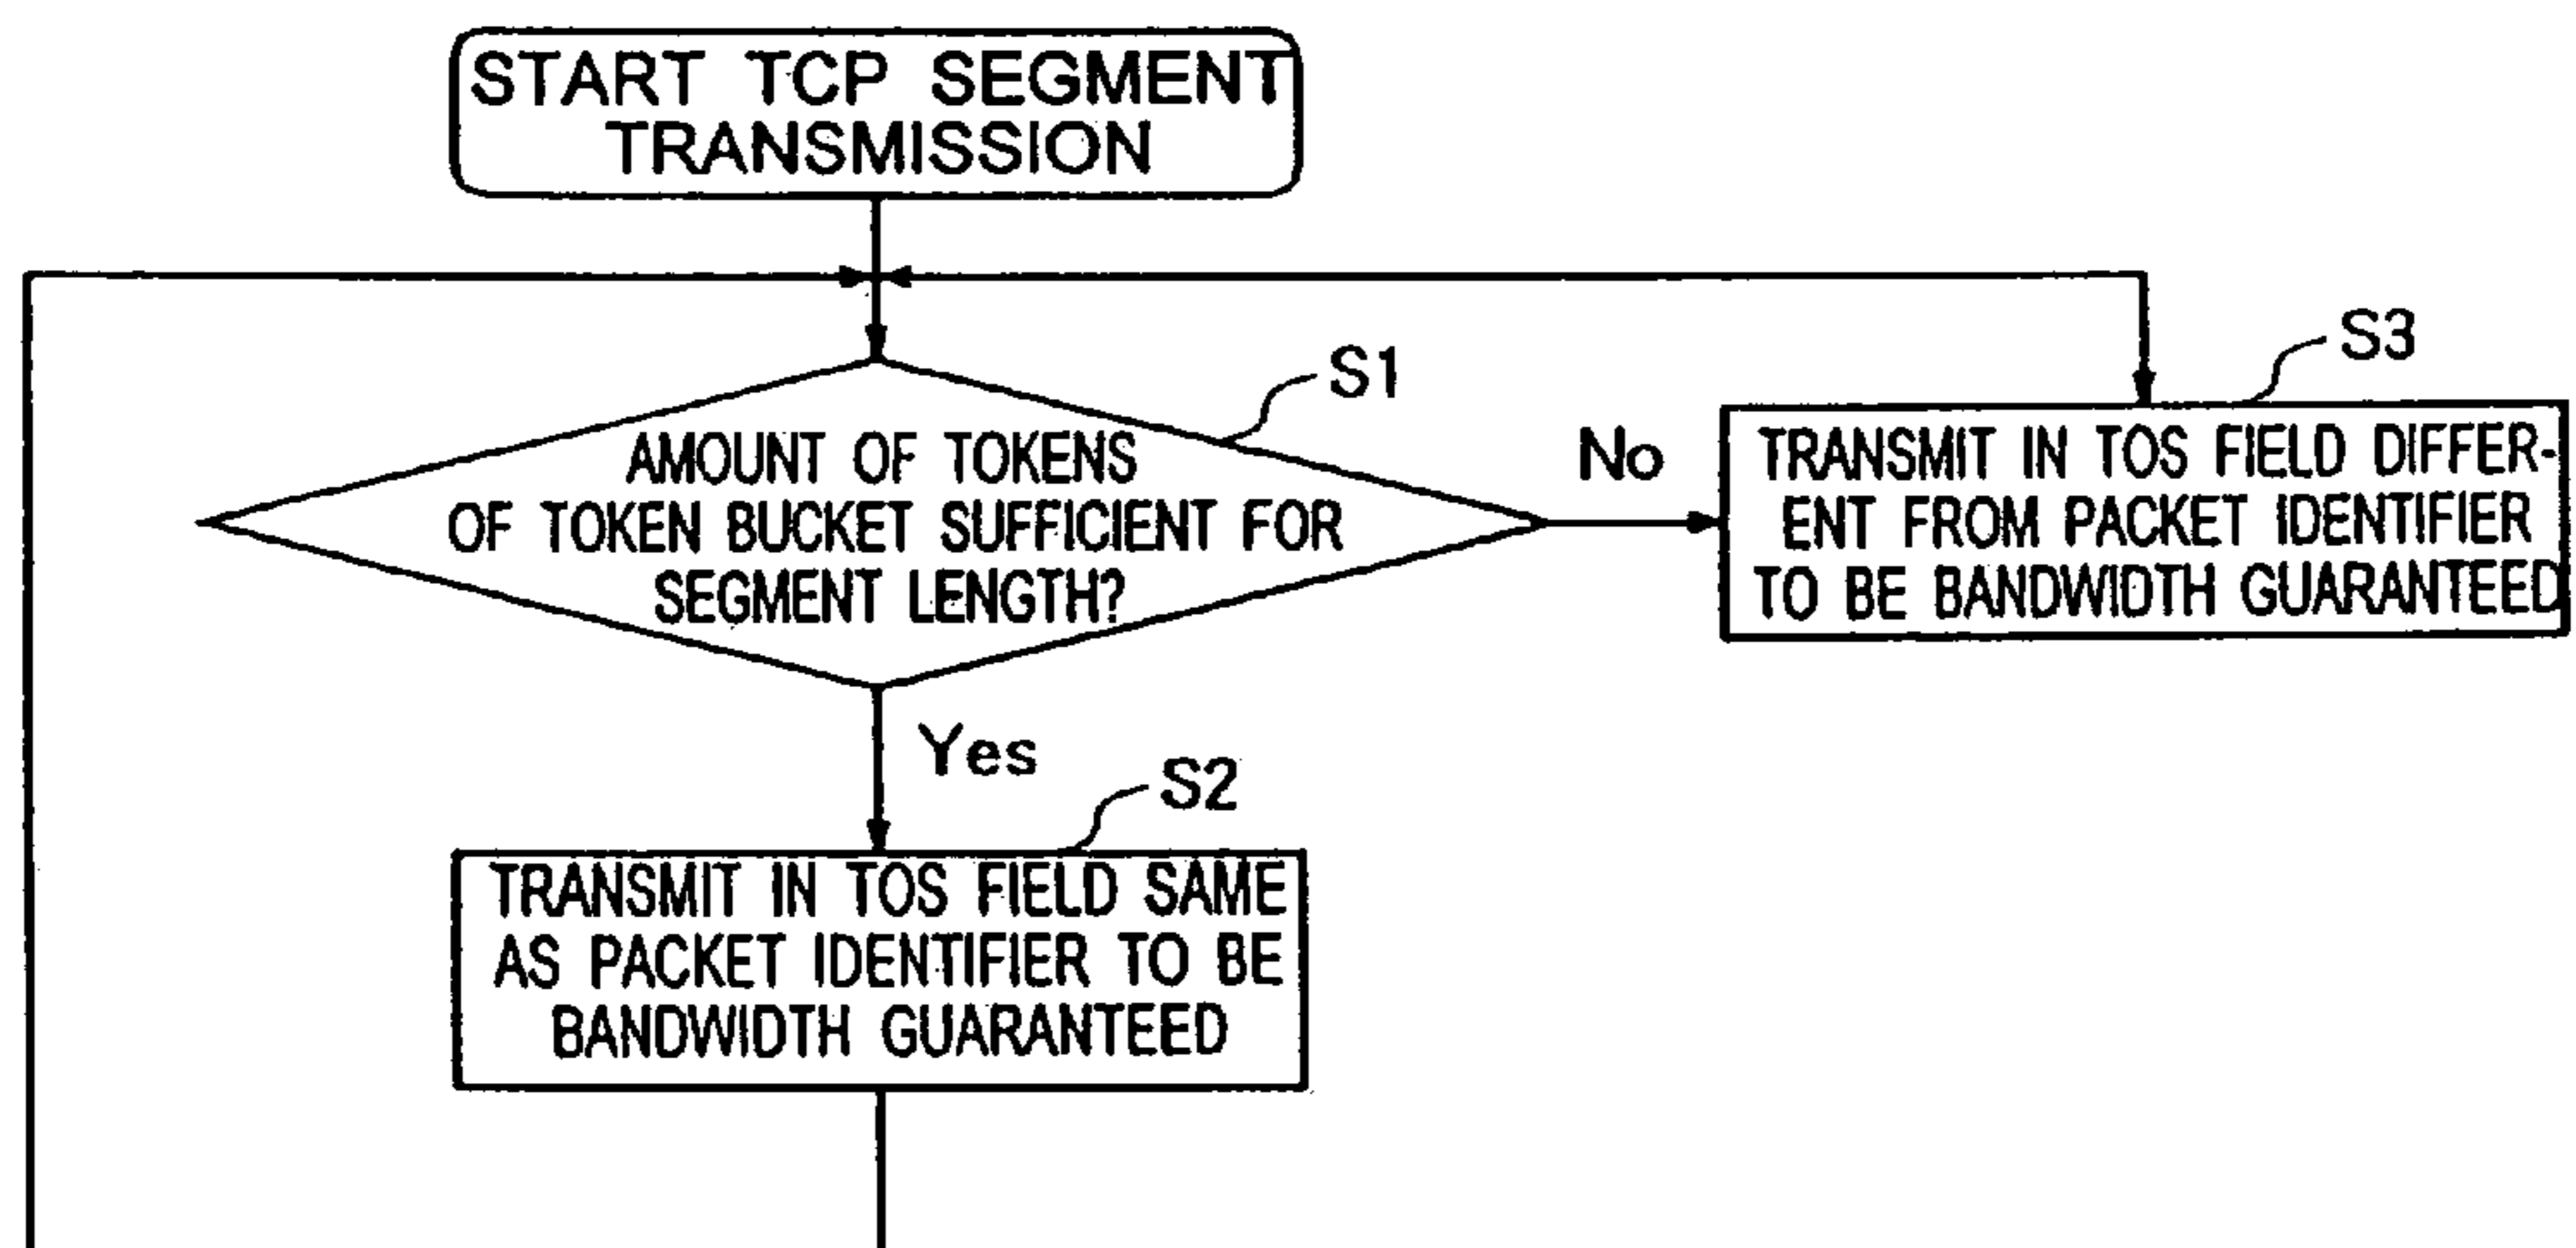 START TCP SEGMENT
TRANSMISSION
S1
AMOUNT OF TOKENS
OF TOKEN BUCKET SUFFICIENT FOR
SEGMENT LENGTH?
No
S3
TRANSMIT IN TOS FIELD DIFFER-
ENT FROM PACKET IDENTIFIER
TO BE BANDWIDTH GUARANTEED
Yes
S2
TRANSMIT IN TOS FIELD SAME
AS PACKET IDENTIFIER TO BE
BANDWIDTH GUARANTEED